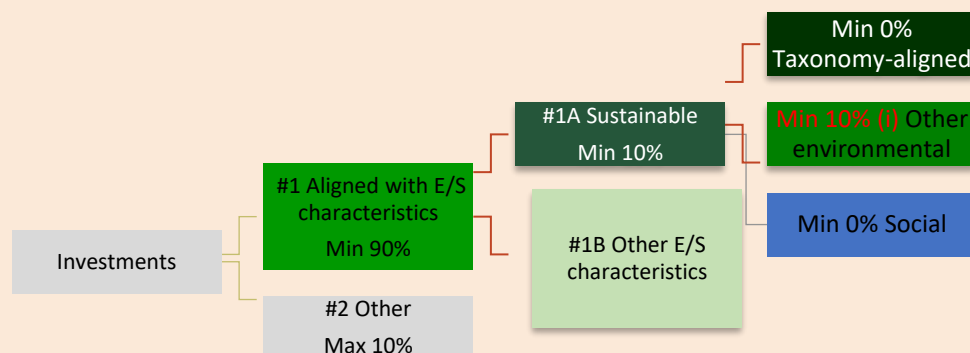 Investments
#1 Aligned with E/S
characteristics
Min 90%
#2 Other
Max 10%
#1A Sustainable
Min 10%
#1B Other E/S
characteristics
Min 0%
Taxonomy-aligned
Min 10% (i) Other
environmental
Min 0% Social